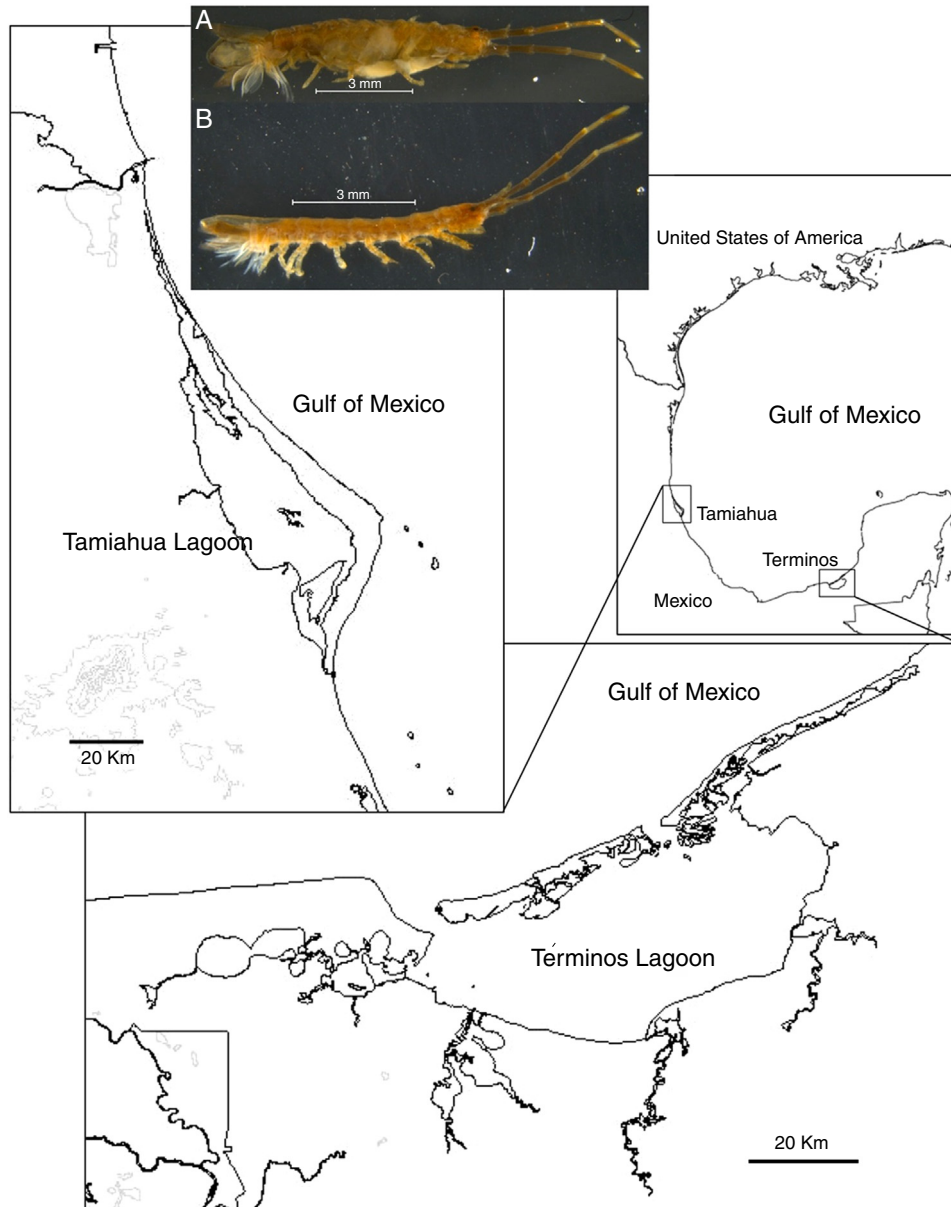 A
3 mm
B
3 mm
United States of America
Gulf of Mexico
Tamiahua
Terminos
Mexico
Gulf of Mexico
Tamiahua Lagoon
20 Km
Gulf of Mexico
Términos Lagoon
20 Km